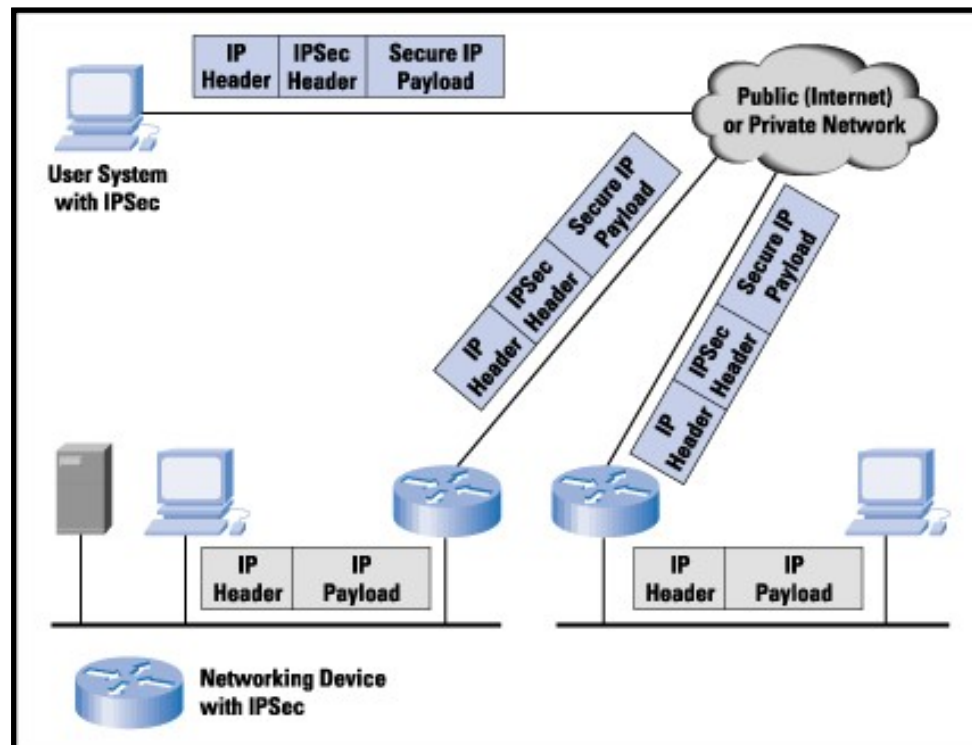 IP Header
IPSec Header
Secure IP Payload
Public (Internet)
or Private Network
User System
with IPSec
IP Header
IPSec Header
Secure IP Payload
IP Header
IPSec Header
Secure IP Payload
IP Header
IP Payload
IP Header
IP Payload
Networking Device
with IPSec